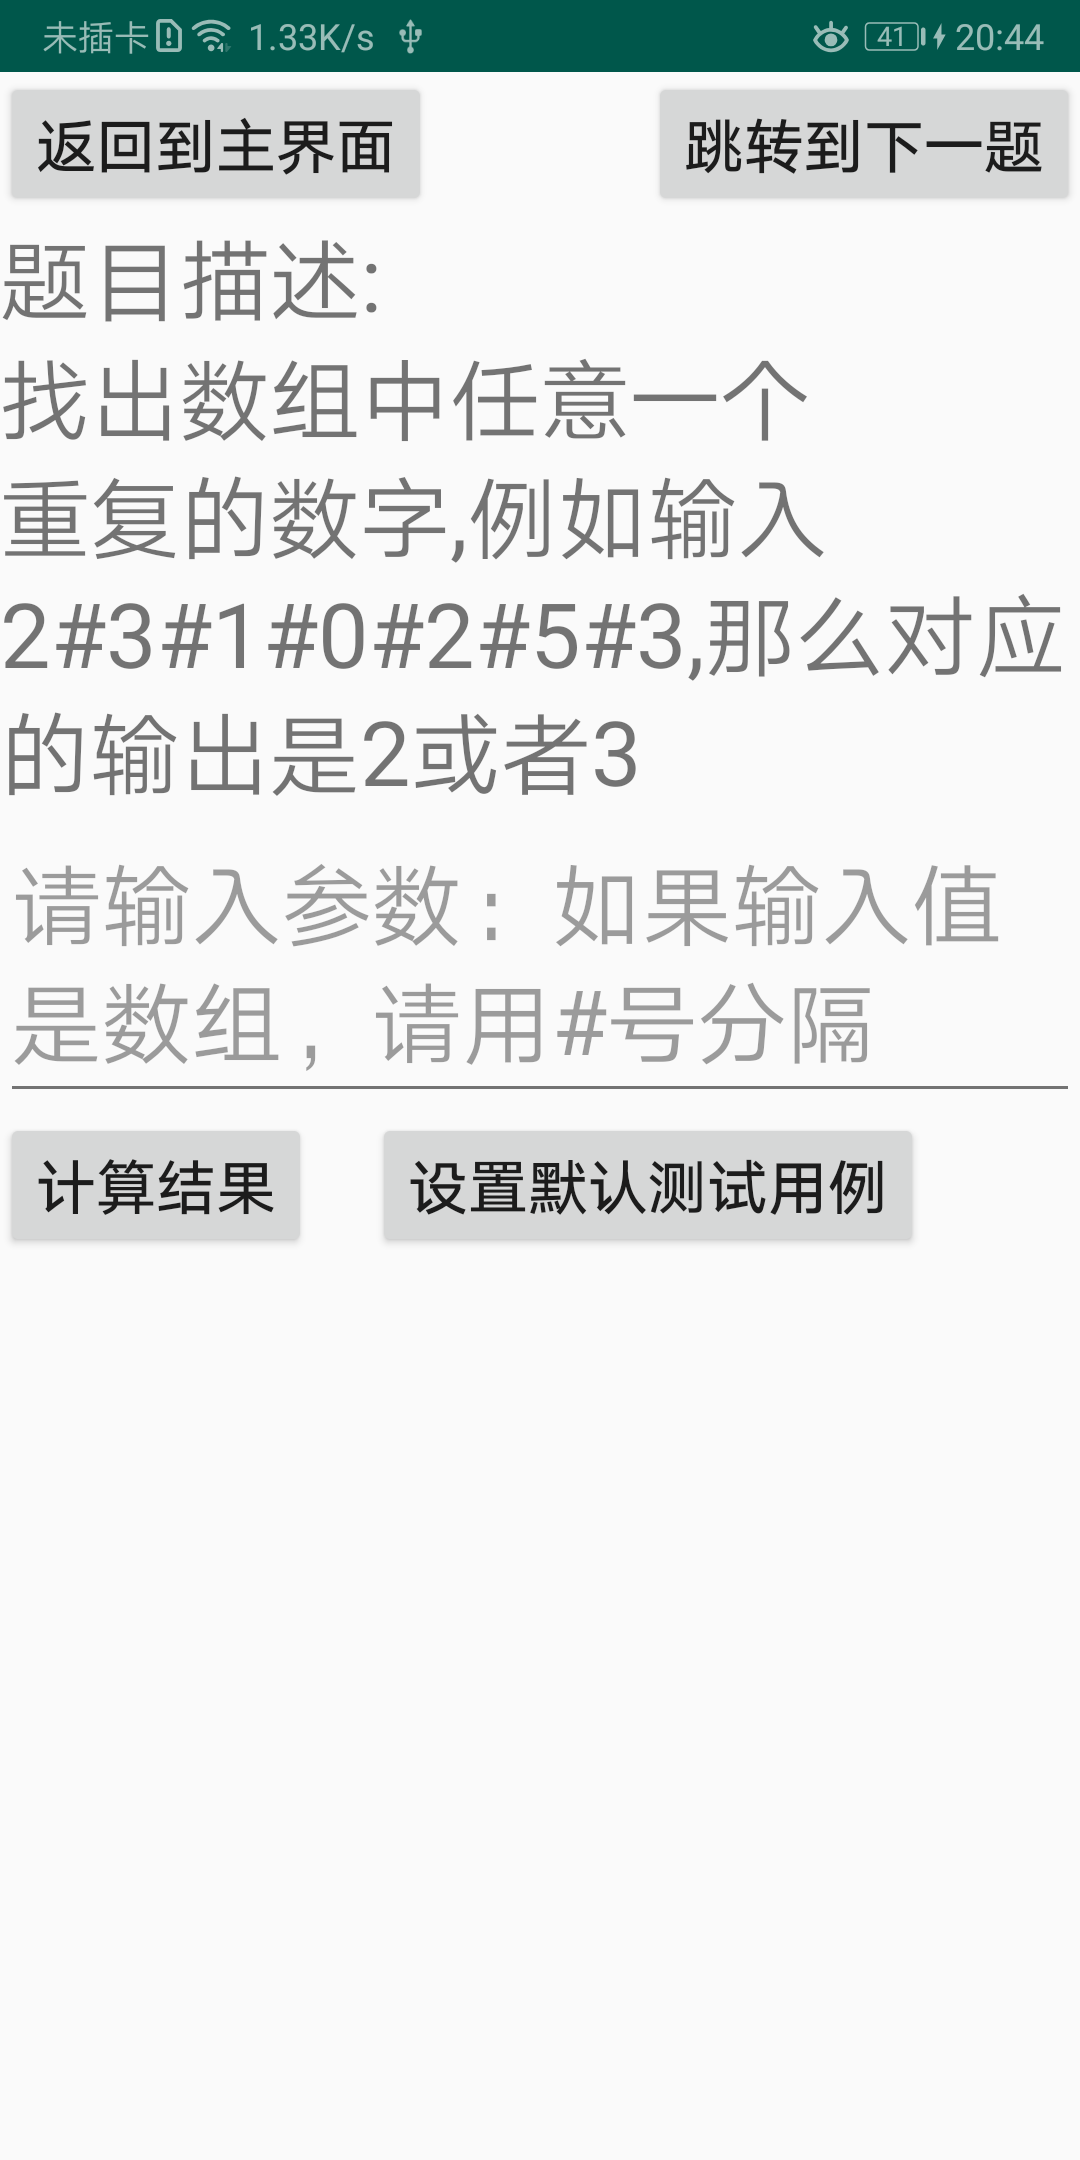 未插卡 1.33K/s 41 20:44
返回到主界面 跳转到下一题
题目描述:
找出数组中任意一个
重复的数字,例如输入
2#3#1#0#2#5#3,那么对应
的输出是2或者3
请输入参数：如果输入值
是数组，请用#号分隔
计算结果 设置默认测试用例